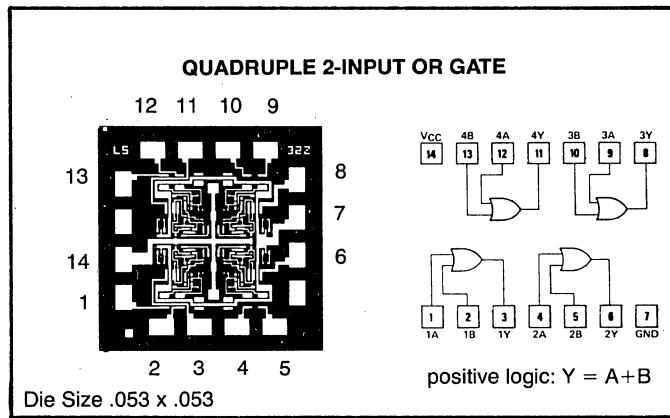 QUADRUPLE 2-INPUT OR GATE
12 11 10 9
LS 322
13
14
1
8
7
6
2 3 4 5
Die Size .053 x .053
VCC 4B 4A 4Y 3B 3A 3Y
14 13 12 11 10 9 8
1 2 3 4 5 6 7
1A 1B 1Y 2A 2B 2Y GND
positive logic: Y = A+B